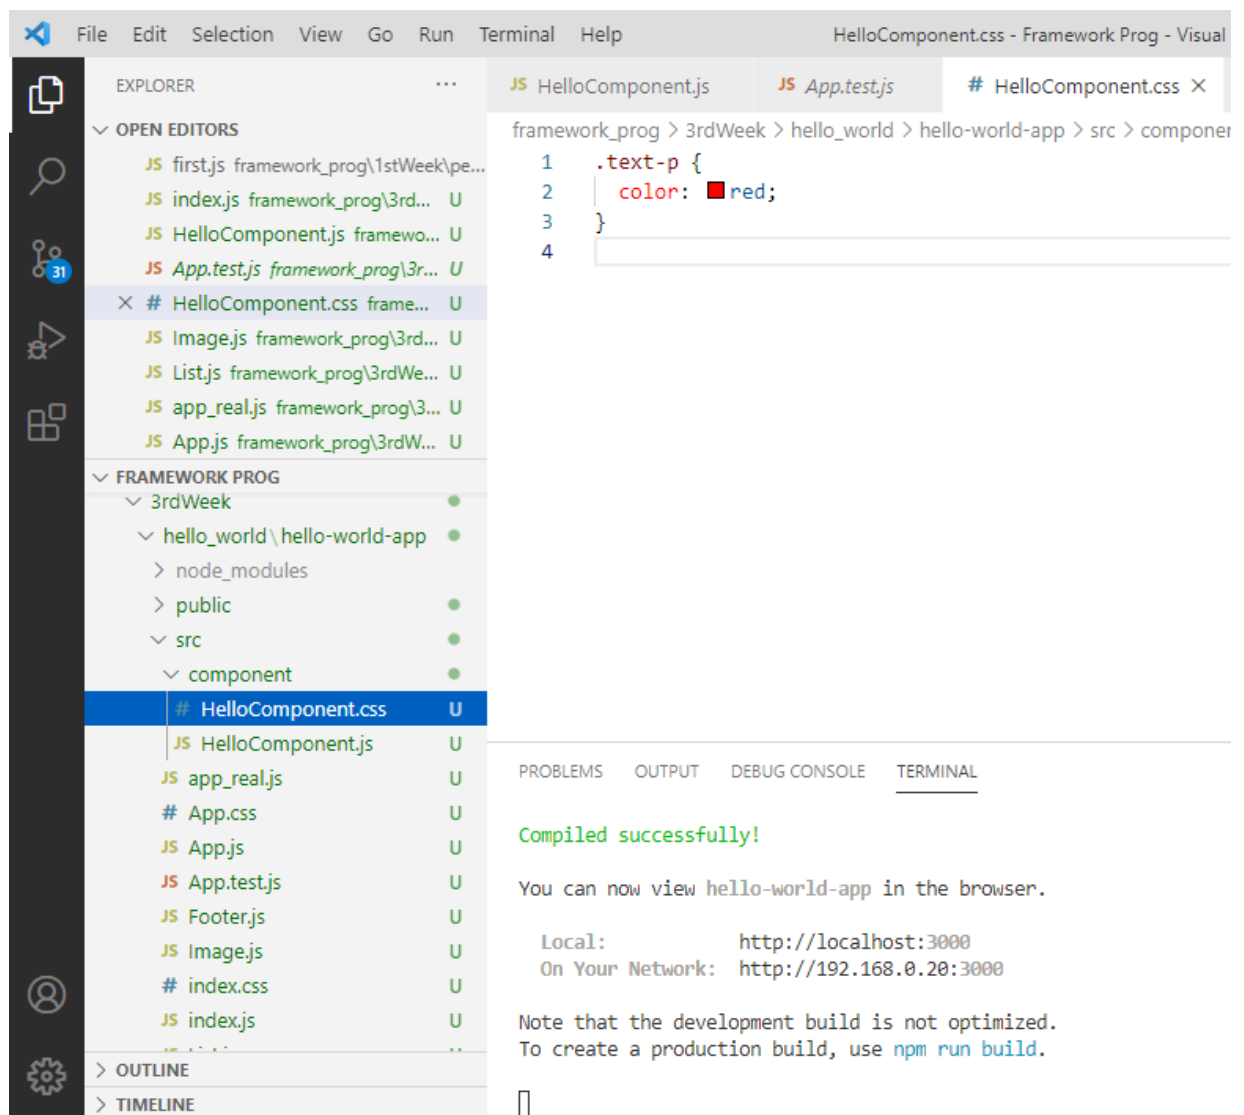 File Edit Selection View Go Run Terminal Help HelloComponent.css - Framework Prog - Visual
EXPLORER ...
OPEN EDITORS
JS first.js framework_prog\1stWeek\pe...
JS index.js framework_prog\3rd... U
JS HelloComponent.js framewo... U
JS App.test.js framework_prog\3r... U
# HelloComponent.css frame... U
JS Image.js framework_prog\3rd... U
JS List.js framework_prog\3rdWe... U
JS app_real.js framework_prog\3... U
JS App.js framework_prog\3rdW... U
FRAMEWORK PROG
3rdWeek
hello_world\hello-world-app
node_modules
public
src
component
# HelloComponent.css U
JS HelloComponent.js U
JS app_real.js U
# App.css U
JS App.js U
JS App.test.js U
JS Footer.js U
JS Image.js U
# index.css U
JS index.js U
OUTLINE
TIMELINE
31
JS HelloComponent.js JS App.test.js # HelloComponent.css
framework_prog > 3rdWeek > hello_world > hello-world-app > src >
1 .text-p {
2 color: red;
3 }
4
PROBLEMS OUTPUT DEBUG CONSOLE TERMINAL
Compiled successfully!
You can now view hello-world-app in the browser.
Local: http://localhost:3000
On Your Network: http://192.168.0.20:3000
Note that the development build is not optimized.
To create a production build, use npm run build.